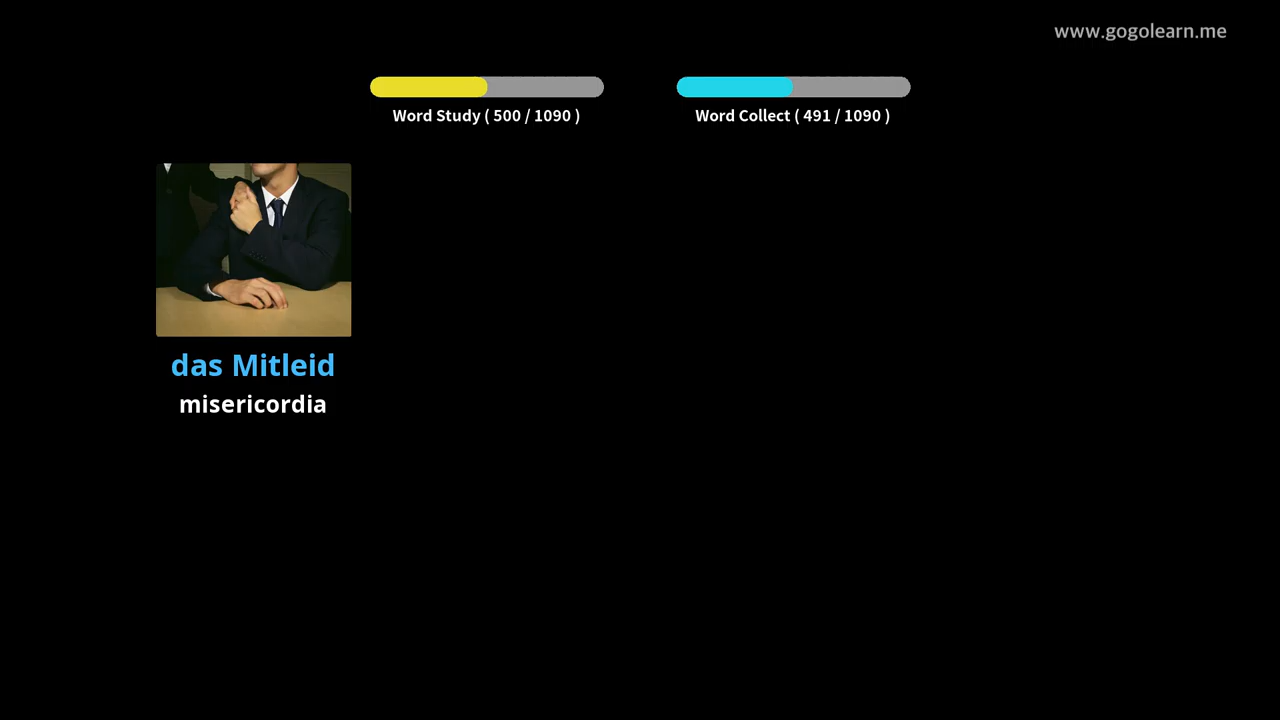 www.gogolearn.me
Word Study ( 500 / 1090 )
Word Collect ( 491 / 1090 )
das Mitleid
misericordia